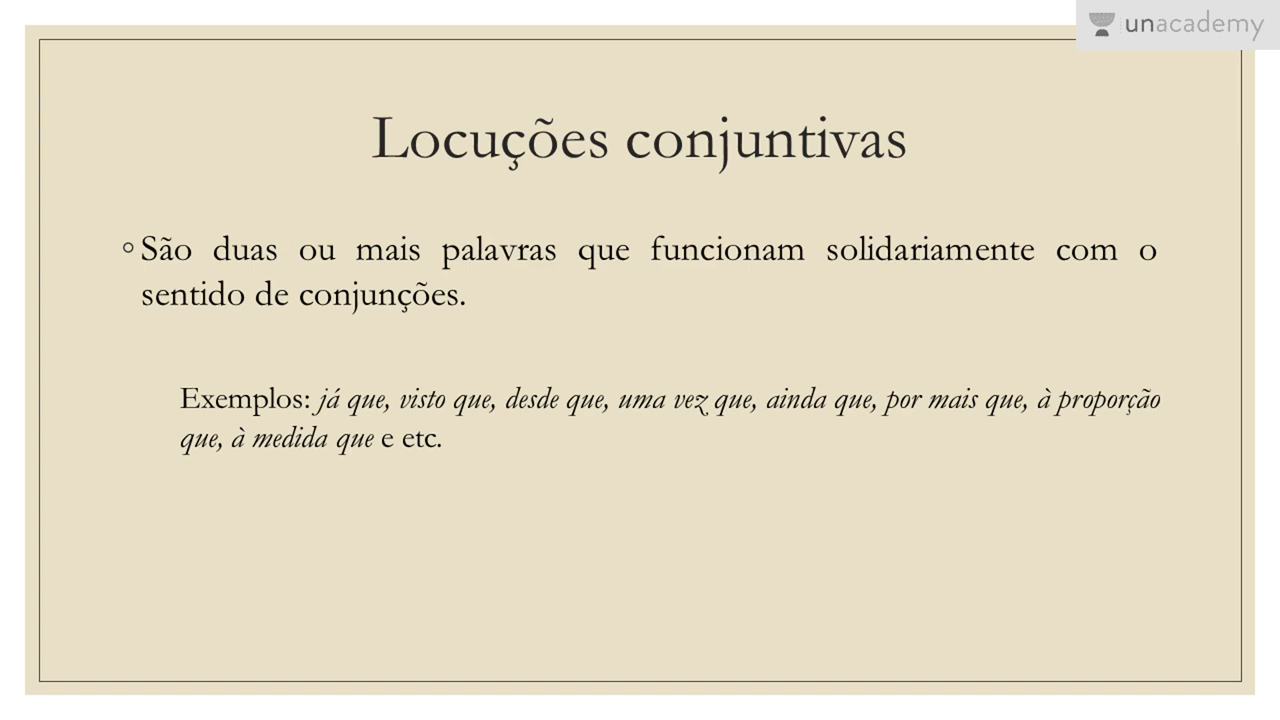 unacademy
Locuções conjuntivas
◦ São duas ou mais palavras que funcionam solidariamente com o
sentido de conjunções.
Exemplos: já que, visto que, desde que, uma vez que, ainda que, por mais que, à proporção
que, à medida que e etc.